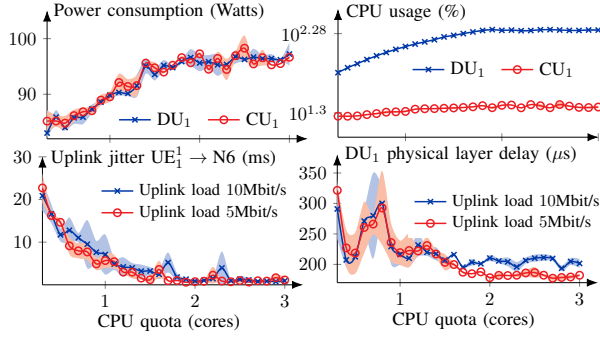 Power consumption (Watts)
100
90
DU₁ CU₁
CPU usage (%)
10^2.28
10^1.3
DU₁ CU₁
Uplink jitter UE₁¹ → N6 (ms)
30
20
10
Uplink load 10Mbit/s
Uplink load 5Mbit/s
1 2 3
CPU quota (cores)
DU₁ physical layer delay (μs)
350
300
250
200
Uplink load 10Mbit/s
Uplink load 5Mbit/s
1 2 3
CPU quota (cores)